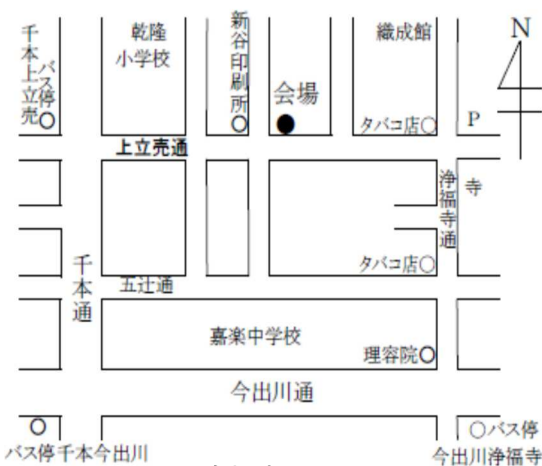 千本上立売
バス停
乾隆
小学校
新谷印刷所
会場
織成館
N
タバコ店
P
上立売通
浄福寺通
寺
千本通
タバコ店
五辻通
嘉楽中学校
理容院
今出川通
バス停千本今出川
バス停
今出川浄福寺